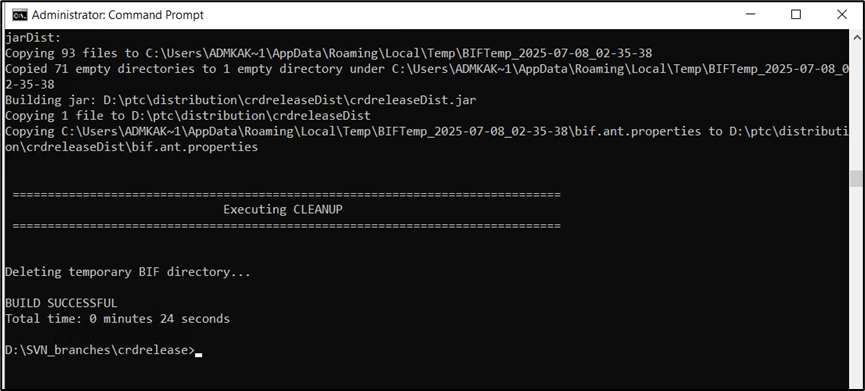 Administrator: Command Prompt
jarDist:
Copying 93 files to C:\Users\ADMKAK~1\AppData\Roaming\Local\Temp\BIFTemp_2025-07-08_02-35-38
Copied 71 empty directories to 1 empty directory under C:\Users\ADMKAK~1\AppData\Roaming\Local\Temp\BIFTemp_2025-07-08_0
2-35-38
Building jar: D:\ptc\distribution\crdreleaseDist\crdreleaseDist.jar
Copying 1 file to D:\ptc\distribution\crdreleaseDist
Copying C:\Users\ADMKAK~1\AppData\Roaming\Local\Temp\BIFTemp_2025-07-08_02-35-38\bif.ant.properties to D:\ptc\distributi
on\crdreleaseDist\bif.ant.properties
==============================================================================
Executing CLEANUP
==============================================================================
Deleting temporary BIF directory...
BUILD SUCCESSFUL
Total time: 0 minutes 24 seconds
D:\SVN_branches\crdrelease>